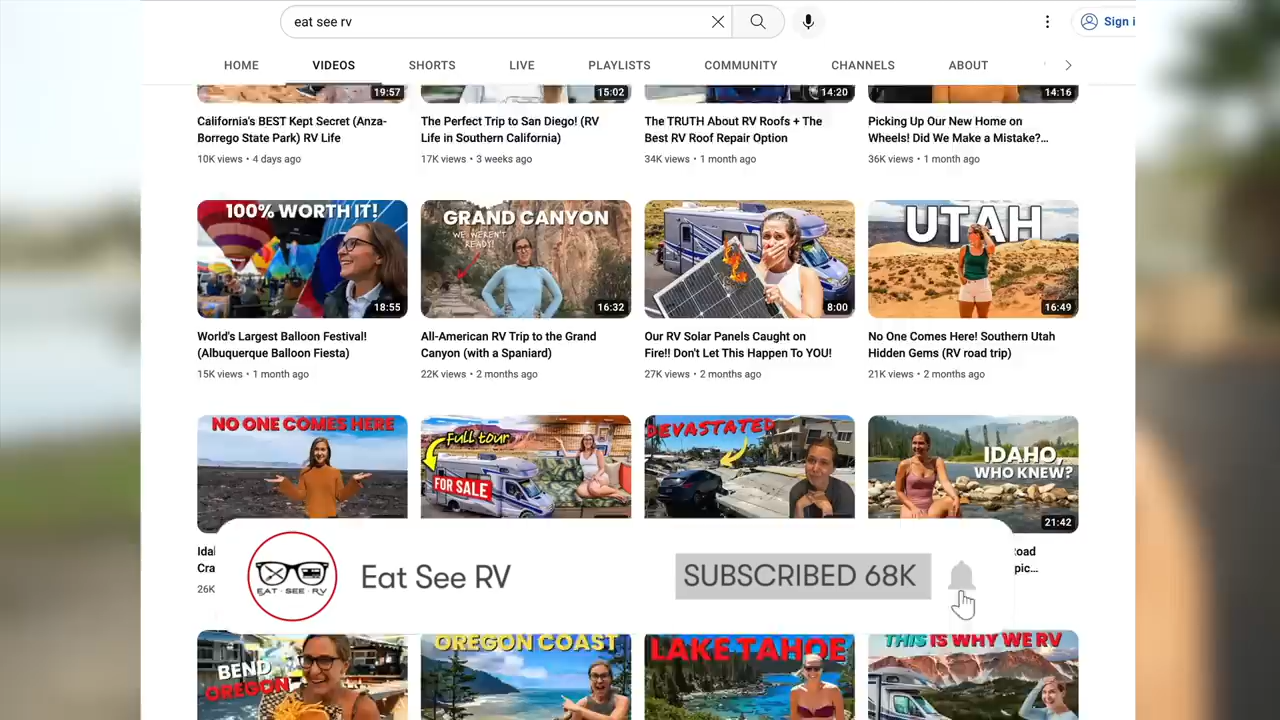 eat see rv
Sign i
HOME VIDEOS SHORTS LIVE PLAYLISTS COMMUNITY CHANNELS ABOUT
19:57 15:02 14:20 14:16
California's BEST Kept Secret (Anza-
Borrego State Park) RV Life
10K views • 4 days ago
The Perfect Trip to San Diego! (RV
Life in Southern California)
17K views • 3 weeks ago
The TRUTH About RV Roofs + The
Best RV Roof Repair Option
34K views • 1 month ago
Picking Up Our New Home on
Wheels! Did We Make a Mistake?...
36K views • 1 month ago
100% WORTH IT!
18:55
World's Largest Balloon Festival!
(Albuquerque Balloon Fiesta)
15K views • 1 month ago
GRAND CANYON
WE WEREN'T
READY!
16:32
All-American RV Trip to the Grand
Canyon (with a Spaniard)
22K views • 2 months ago
8:00
Our RV Solar Panels Caught on
Fire!! Don't Let This Happen To YOU!
27K views • 2 months ago
UTAH
16:49
No One Comes Here! Southern Utah
Hidden Gems (RV road trip)
21K views • 2 months ago
NO ONE COMES HERE
Idal
Cra
26K
Full tour
FOR SALE
DEVASTATED
IDAHO,
WHO KNEW?
21:42
oad
pic...
EAT · SEE · RV
Eat See RV
SUBSCRIBED 68K
BEND
OREGON
OREGON COAST
LAKE TAHOE
THIS IS WHY WE RV